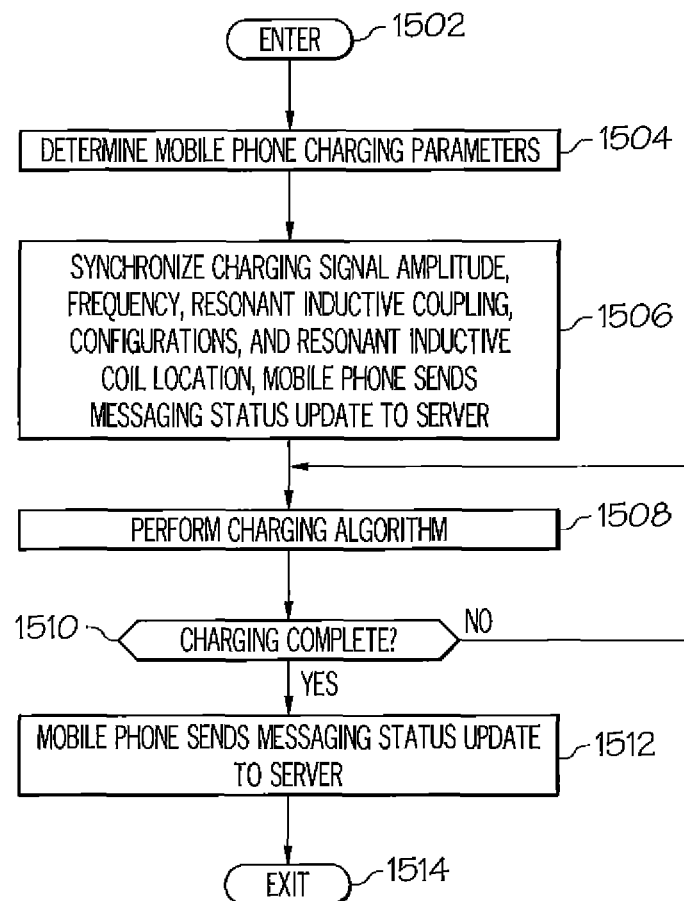 ENTER
1502
DETERMINE MOBILE PHONE CHARGING PARAMETERS
1504
SYNCHRONIZE CHARGING SIGNAL AMPLITUDE,
FREQUENCY, RESONANT INDUCTIVE COUPLING,
CONFIGURATIONS, AND RESONANT INDUCTIVE
COIL LOCATION, MOBILE PHONE SENDS
MESSAGING STATUS UPDATE TO SERVER
1506
PERFORM CHARGING ALGORITHM
1508
1510
CHARGING COMPLETE?
NO
YES
MOBILE PHONE SENDS MESSAGING STATUS UPDATE
TO SERVER
1512
EXIT
1514